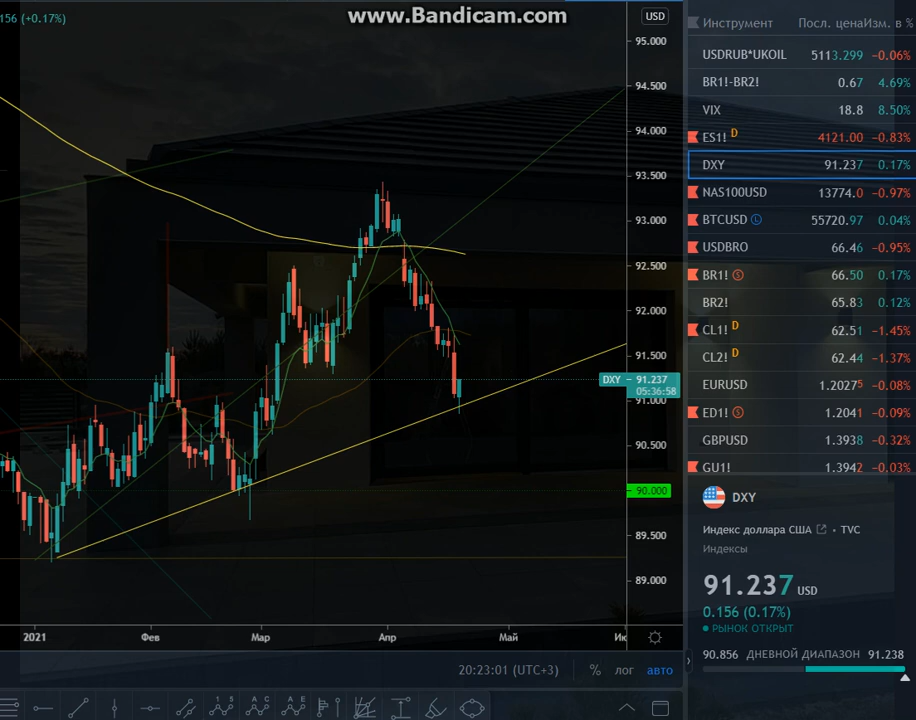 156 (+0.17%)
www.Bandicam.com
USD
95.000
94.500
94.000
93.500
93.000
92.500
92.000
91.500
91.000
90.500
90.000
89.500
89.000
DXY 91.237
05:36:58
2021 Фев Мар Апр Май Ию
20:23:01 (UTC+3) % лог авто
Инструмент Посл. цена Изм. в %
USDRUB*UKOIL 5113.299 −0.06%
BR1!-BR2! 0.67 4.69%
VIX 18.8 8.50%
ES1! D 4121.00 −0.83%
DXY 91.237 0.17%
NAS100USD 13774.0 −0.97%
BTCUSD L 55720.97 0.04%
USDBRO 66.46 −0.95%
BR1! S 66.50 0.17%
BR2! 65.83 0.12%
CL1! D 62.51 −1.45%
CL2! D 62.44 −1.37%
EURUSD 1.20275 −0.08%
ED1! S 1.2041 −0.09%
GBPUSD 1.3938 −0.32%
GU1! 1.3942 −0.03%
DXY
Индекс доллара США • TVC
Индексы
91.237 USD
0.156 (0.17%)
РЫНОК ОТКРЫТ
90.856 ДНЕВНОЙ ДИАПАЗОН 91.238